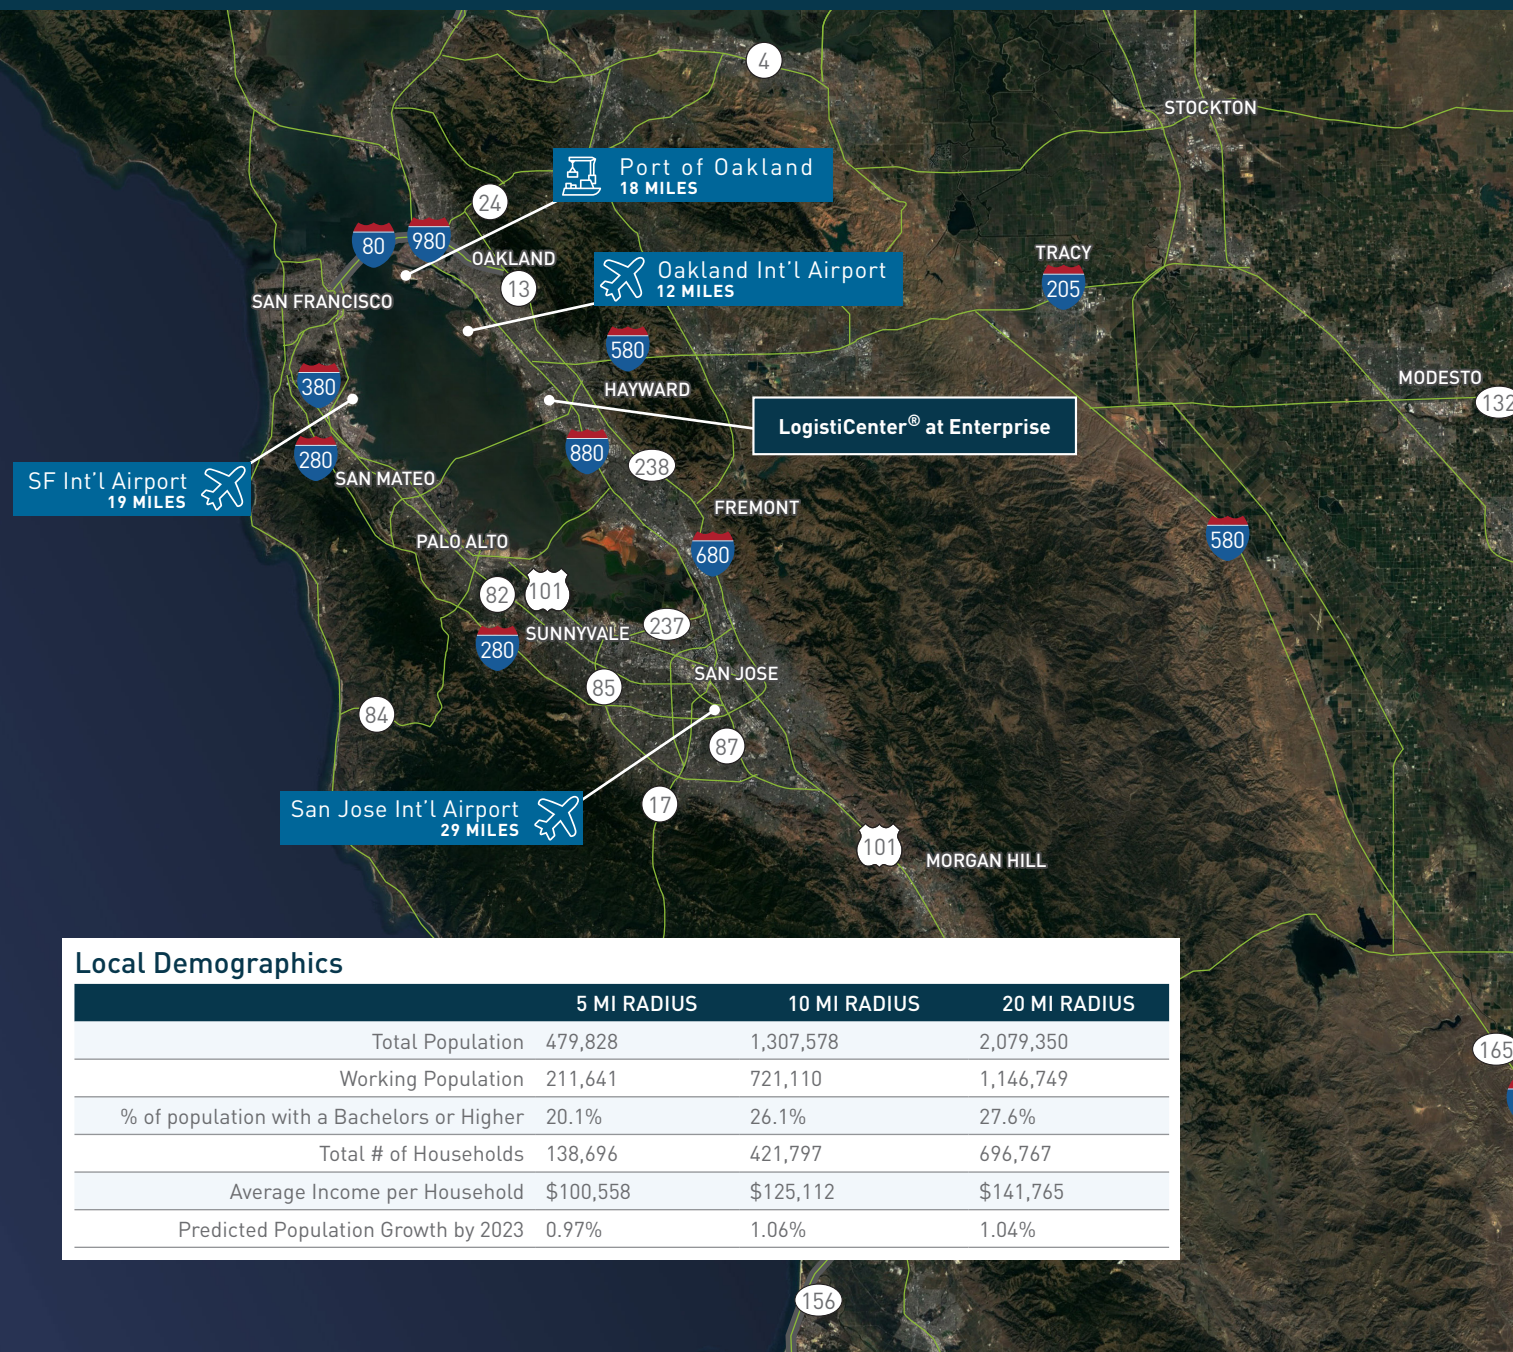 4
STOCKTON
Port of Oakland
18 MILES
24
80
980
OAKLAND
TRACY
Oakland Int'l Airport
12 MILES
13
205
SAN FRANCISCO
580
380
HAYWARD
MODESTO
132
LogistiCenter® at Enterprise
280
880
238
SAN MATEO
SF Int'l Airport
19 MILES
FREMONT
PALO ALTO
680
580
82
101
237
SUNNYVALE
280
SAN JOSE
85
84
87
17
San Jose Int'l Airport
29 MILES
101
MORGAN HILL
Local Demographics
5 MI RADIUS 10 MI RADIUS 20 MI RADIUS
Total Population 479,828 1,307,578 2,079,350
Working Population 211,641 721,110 1,146,749
% of population with a Bachelors or Higher 20.1% 26.1% 27.6%
Total # of Households 138,696 421,797 696,767
Average Income per Household $100,558 $125,112 $141,765
Predicted Population Growth by 2023 0.97% 1.06% 1.04%
165
156